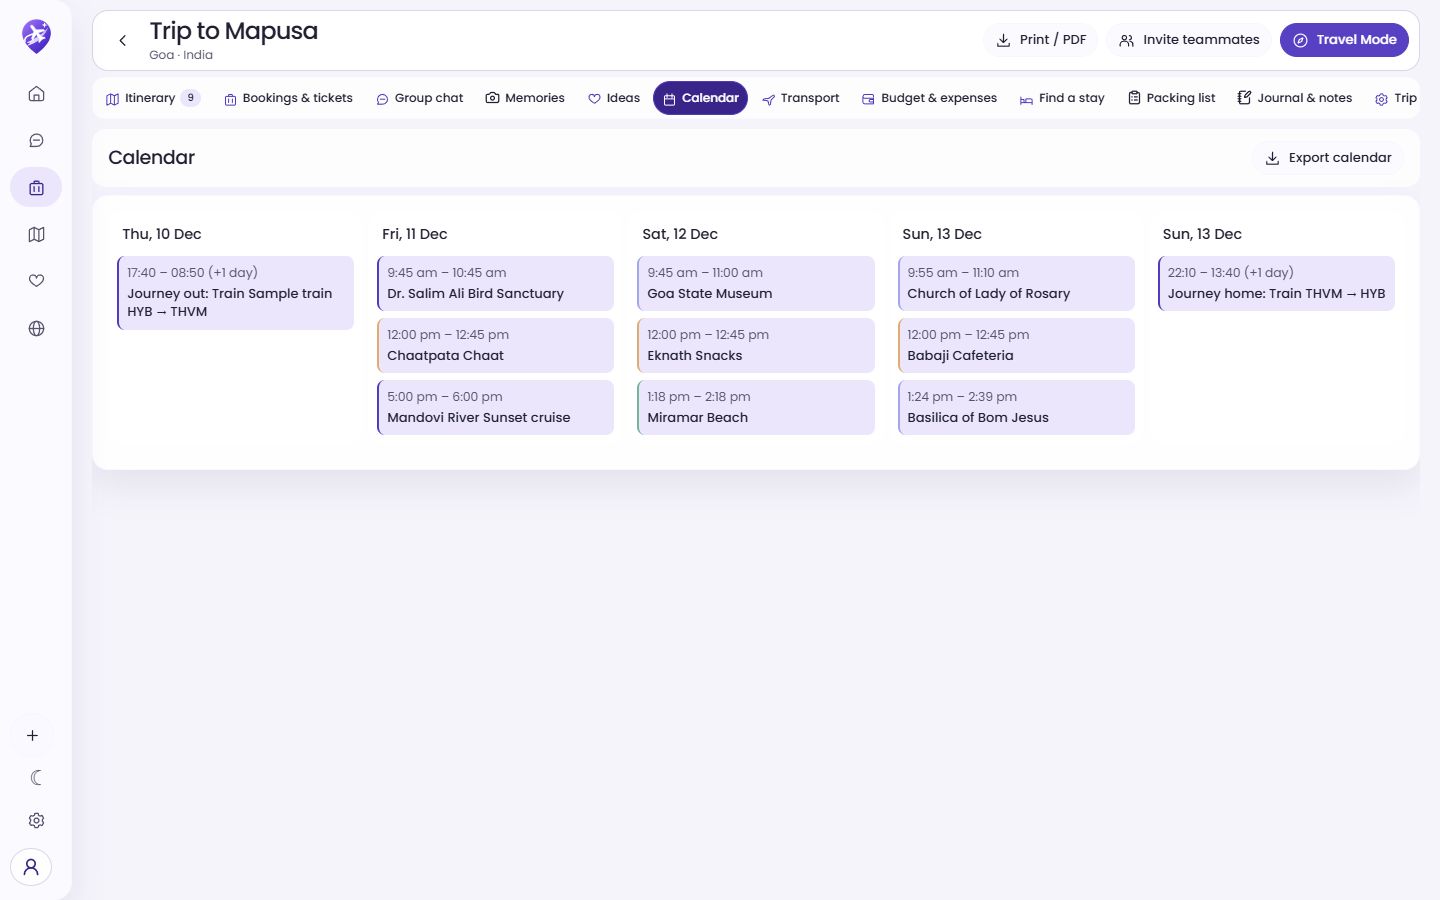 Trip to Mapusa
Goa · India
Print / PDF
Invite teammates
Travel Mode
Itinerary 9
Bookings & tickets
Group chat
Memories
Ideas
Calendar
Transport
Budget & expenses
Find a stay
Packing list
Journal & notes
Trip
Calendar
Export calendar
Thu, 10 Dec
17:40 – 08:50 (+1 day)
Journey out: Train Sample train
HYB → THVM
Fri, 11 Dec
9:45 am – 10:45 am
Dr. Salim Ali Bird Sanctuary
12:00 pm – 12:45 pm
Chaatpata Chaat
5:00 pm – 6:00 pm
Mandovi River Sunset cruise
Sat, 12 Dec
9:45 am – 11:00 am
Goa State Museum
12:00 pm – 12:45 pm
Eknath Snacks
1:18 pm – 2:18 pm
Miramar Beach
Sun, 13 Dec
9:55 am – 11:10 am
Church of Lady of Rosary
12:00 pm – 12:45 pm
Babaji Cafeteria
1:24 pm – 2:39 pm
Basilica of Bom Jesus
Sun, 13 Dec
22:10 – 13:40 (+1 day)
Journey home: Train THVM → HYB